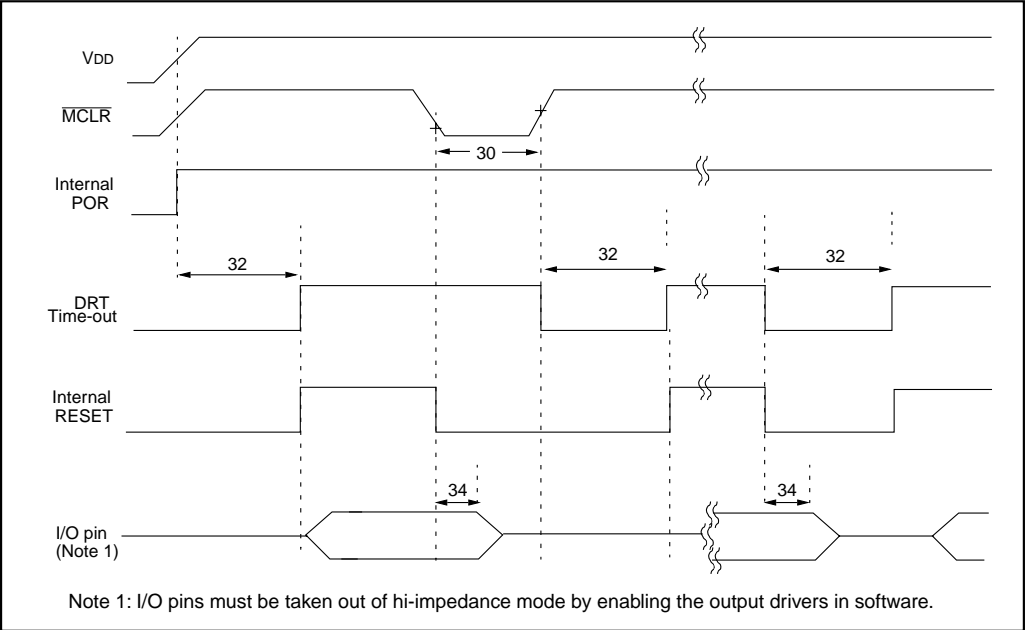 VDD
MCLR
30
Internal
POR
32
32
32
DRT
Time-out
Internal
RESET
34
34
I/O pin
(Note 1)
Note 1: I/O pins must be taken out of hi-impedance mode by enabling the output drivers in software.